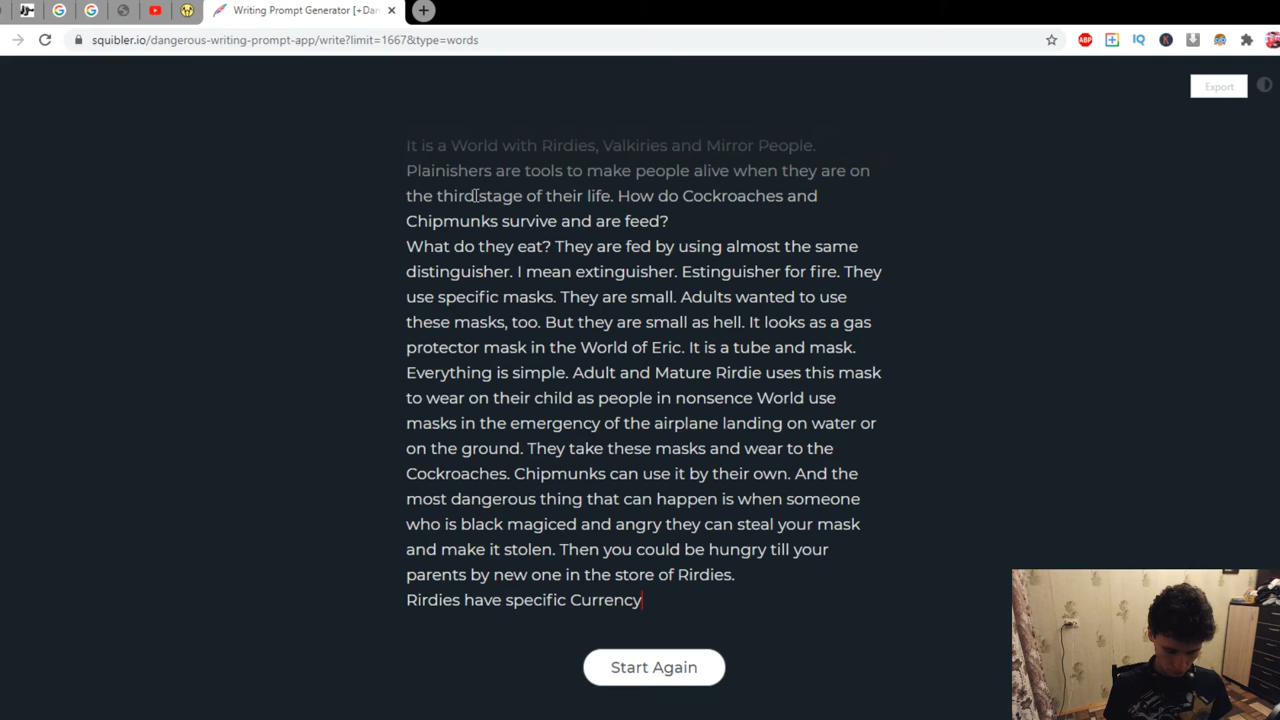 Writing Prompt Generator [+Dan
squibler.io/dangerous-writing-prompt-app/write?limit=1667&type=words
ABP
IQ
K
Export
It is a World with Rirdies, Valkiries and Mirror People.
Plainishers are tools to make people alive when they are on
the third stage of their life. How do Cockroaches and
Chipmunks survive and are feed?
What do they eat? They are fed by using almost the same
distinguisher. I mean extinguisher. Estinguisher for fire. They
use specific masks. They are small. Adults wanted to use
these masks, too. But they are small as hell. It looks as a gas
protector mask in the World of Eric. It is a tube and mask.
Everything is simple. Adult and Mature Rirdie uses this mask
to wear on their child as people in nonsence World use
masks in the emergency of the airplane landing on water or
on the ground. They take these masks and wear to the
Cockroaches. Chipmunks can use it by their own. And the
most dangerous thing that can happen is when someone
who is black magiced and angry they can steal your mask
and make it stolen. Then you could be hungry till your
parents by new one in the store of Rirdies.
Rirdies have specific Currency
Start Again